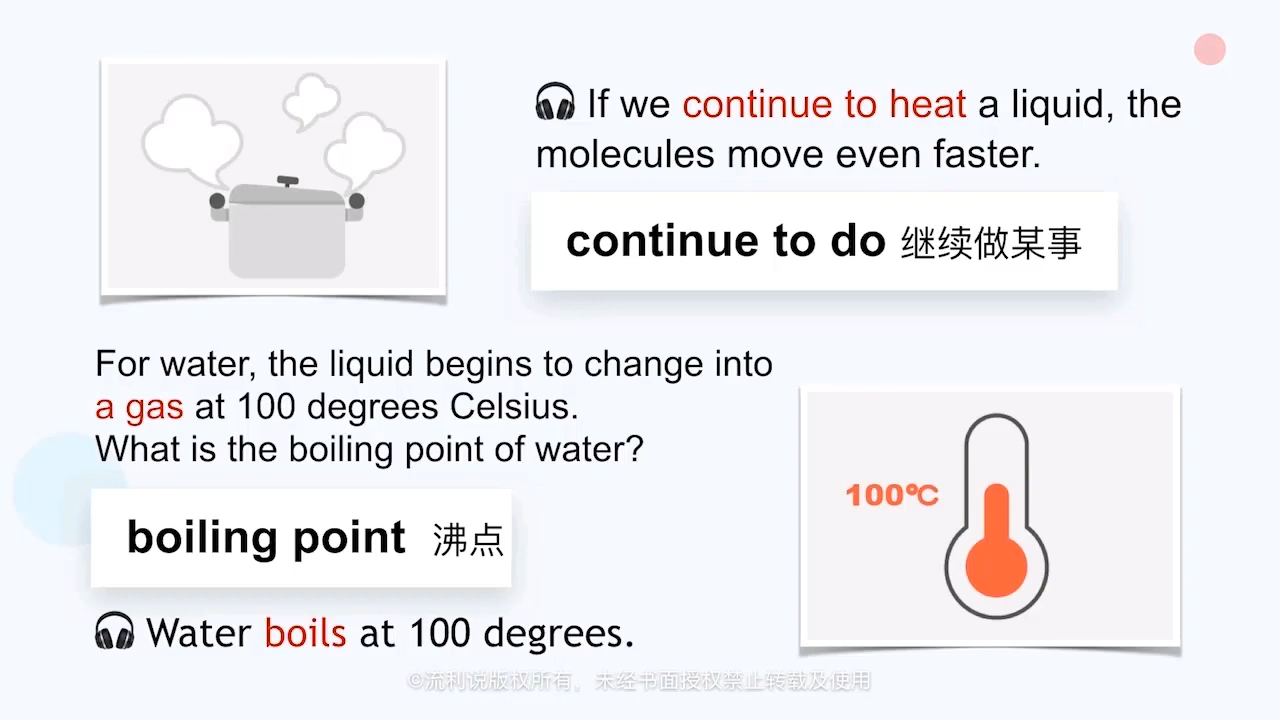 If we continue to heat a liquid, the
molecules move even faster.
continue to do 继续做某事
For water, the liquid begins to change into
a gas at 100 degrees Celsius.
What is the boiling point of water?
100℃
boiling point 沸点
Water boils at 100 degrees.
©流利说版权所有，未经书面授权禁止转载及使用